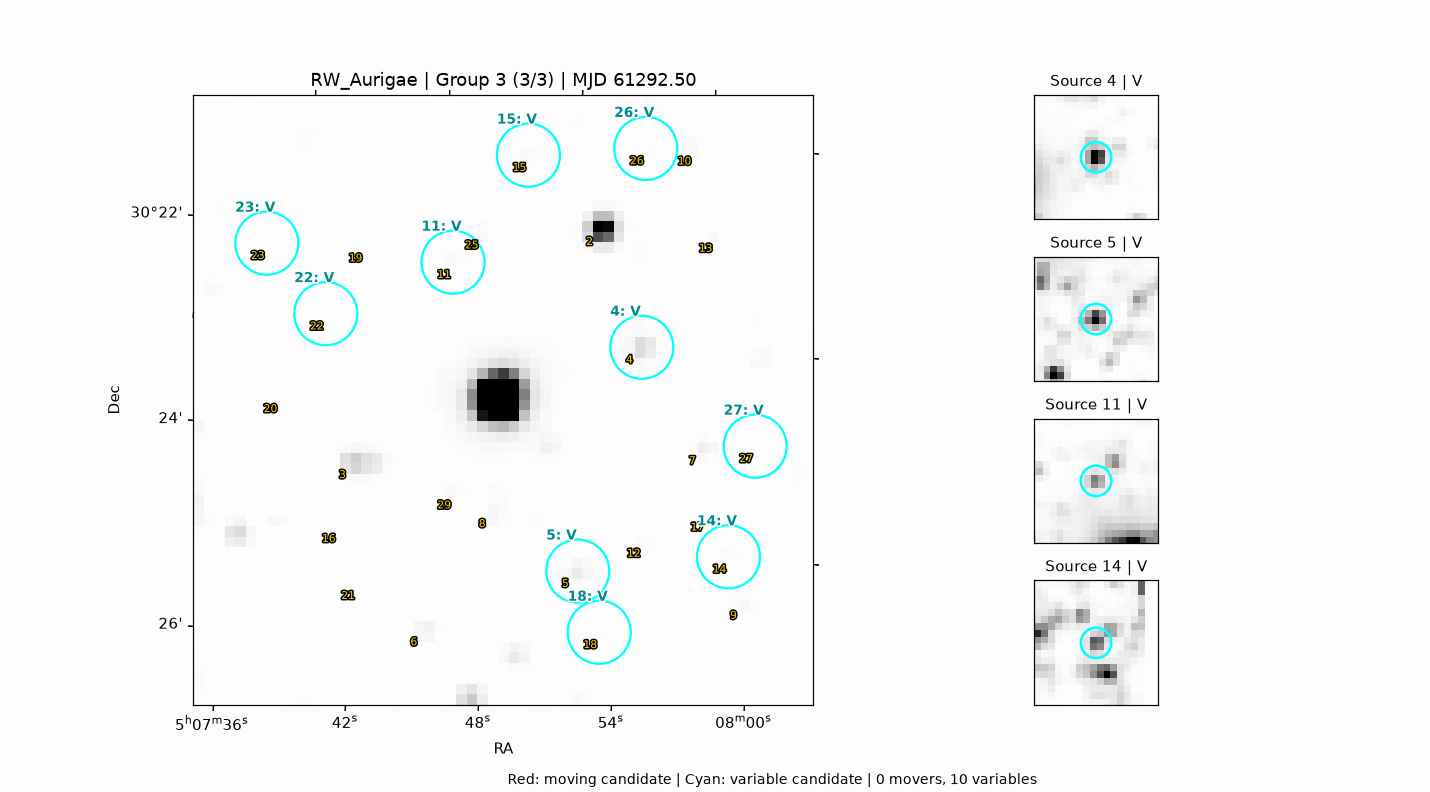 RW_Aurigae | Group 3 (3/3) | MJD 61292.50
Source 4 | V
15: V
26: V
15
26
10
23: V
30°22'
11: V
2
25
13
23
19
11
22: V
4: V
22
Source 5 | V
4
Dec
24'
20
27: V
Source 11 | V
7
27
3
29
8
14: V
16
5: V
12
14
Source 14 | V
5
21
18: V
9
26'
6
18
5ʰ07ᵐ36ˢ
42ˢ
48ˢ
54ˢ
08ᵐ00ˢ
RA
Red: moving candidate | Cyan: variable candidate | 0 movers, 10 variables